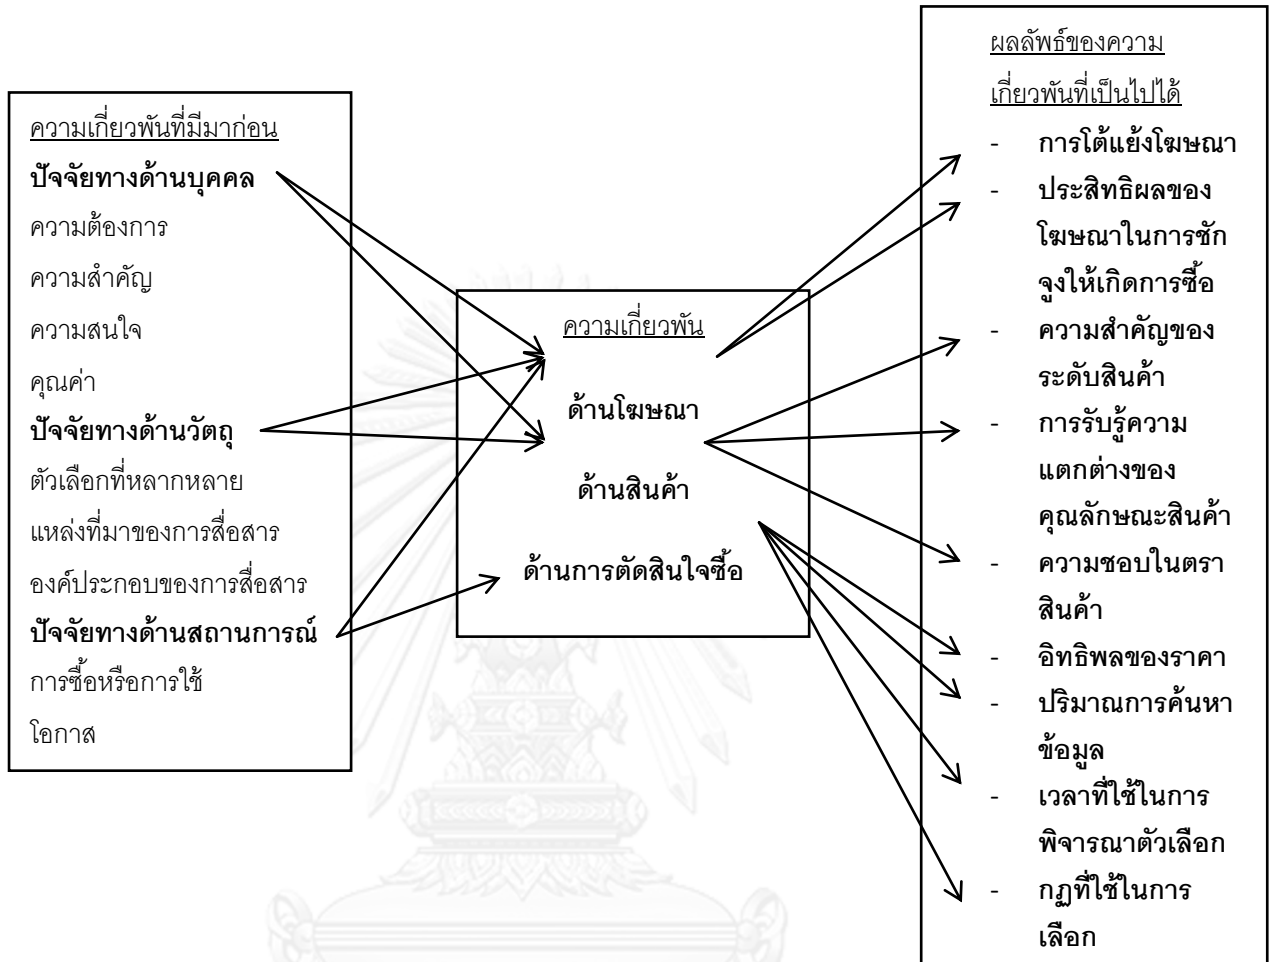 ความเกี่ยวพันที่มีมาก่อน
ปัจจัยทางด้านบุคคล
ความต้องการ
ความสำคัญ
ความสนใจ
คุณค่า
ปัจจัยทางด้านวัตถุ
ตัวเลือกที่หลากหลาย
แหล่งที่มาของการสื่อสาร
องค์ประกอบของการสื่อสาร
ปัจจัยทางด้านสถานการณ์
การซื้อหรือการใช้
โอกาส
ความเกี่ยวพัน
ด้านโฆษณา
ด้านสินค้า
ด้านการตัดสินใจซื้อ
ผลลัพธ์ของความ
เกี่ยวพันที่เป็นไปได้
- การโต้แย้งโฆษณา
- ประสิทธิผลของ
โฆษณาในการชัก
จูงให้เกิดการซื้อ
- ความสำคัญของ
ระดับสินค้า
- การรับรู้ความ
แตกต่างของ
คุณลักษณะสินค้า
- ความชอบในตรา
สินค้า
- อิทธิพลของราคา
- ปริมาณการค้นหา
ข้อมูล
- เวลาที่ใช้ในการ
พิจารณาตัวเลือก
- กฏที่ใช้ในการ
เลือก